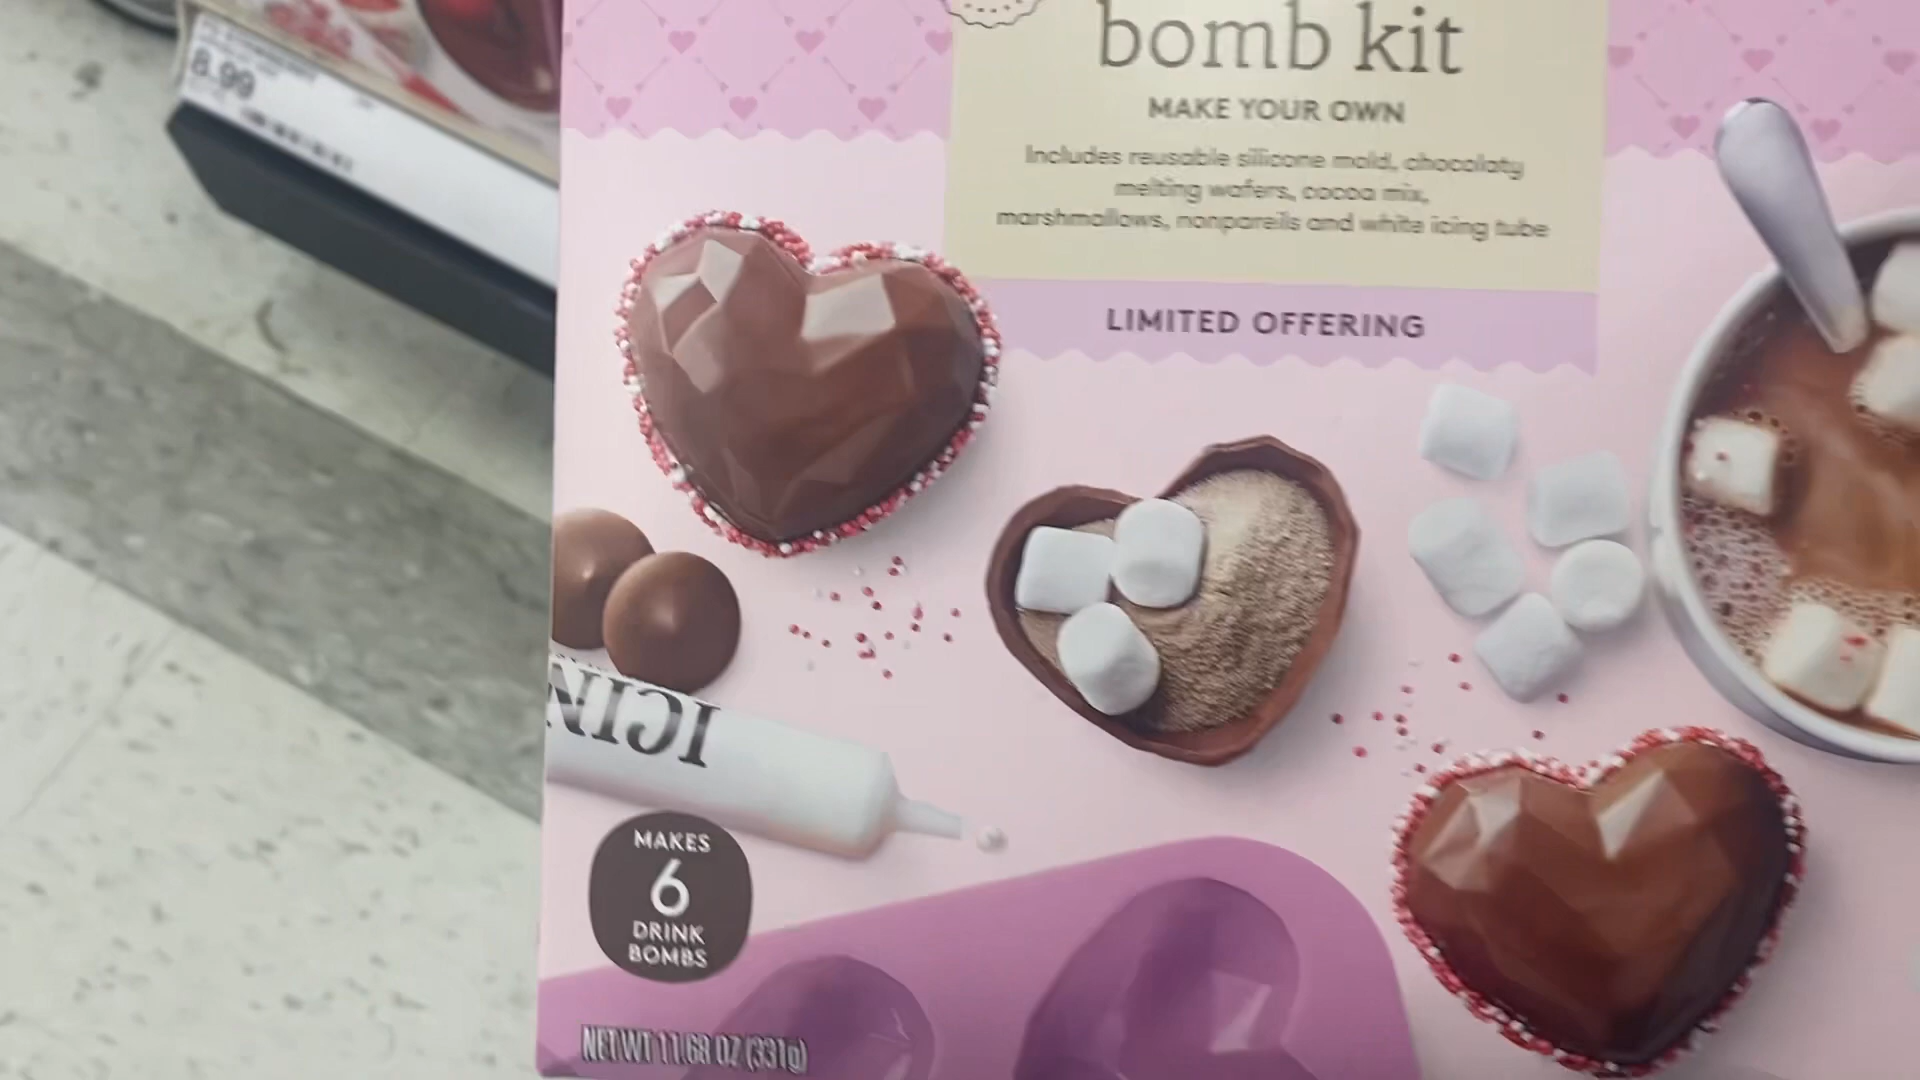 8.99
bomb kit
MAKE YOUR OWN
Includes reusable silicone mold, chocolaty
melting wafers, cocoa mix,
marshmallows, nonpareils and white icing tube
LIMITED OFFERING
ICIN
MAKES
6
DRINK
BOMBS
NET WT 11.68 OZ (331g)